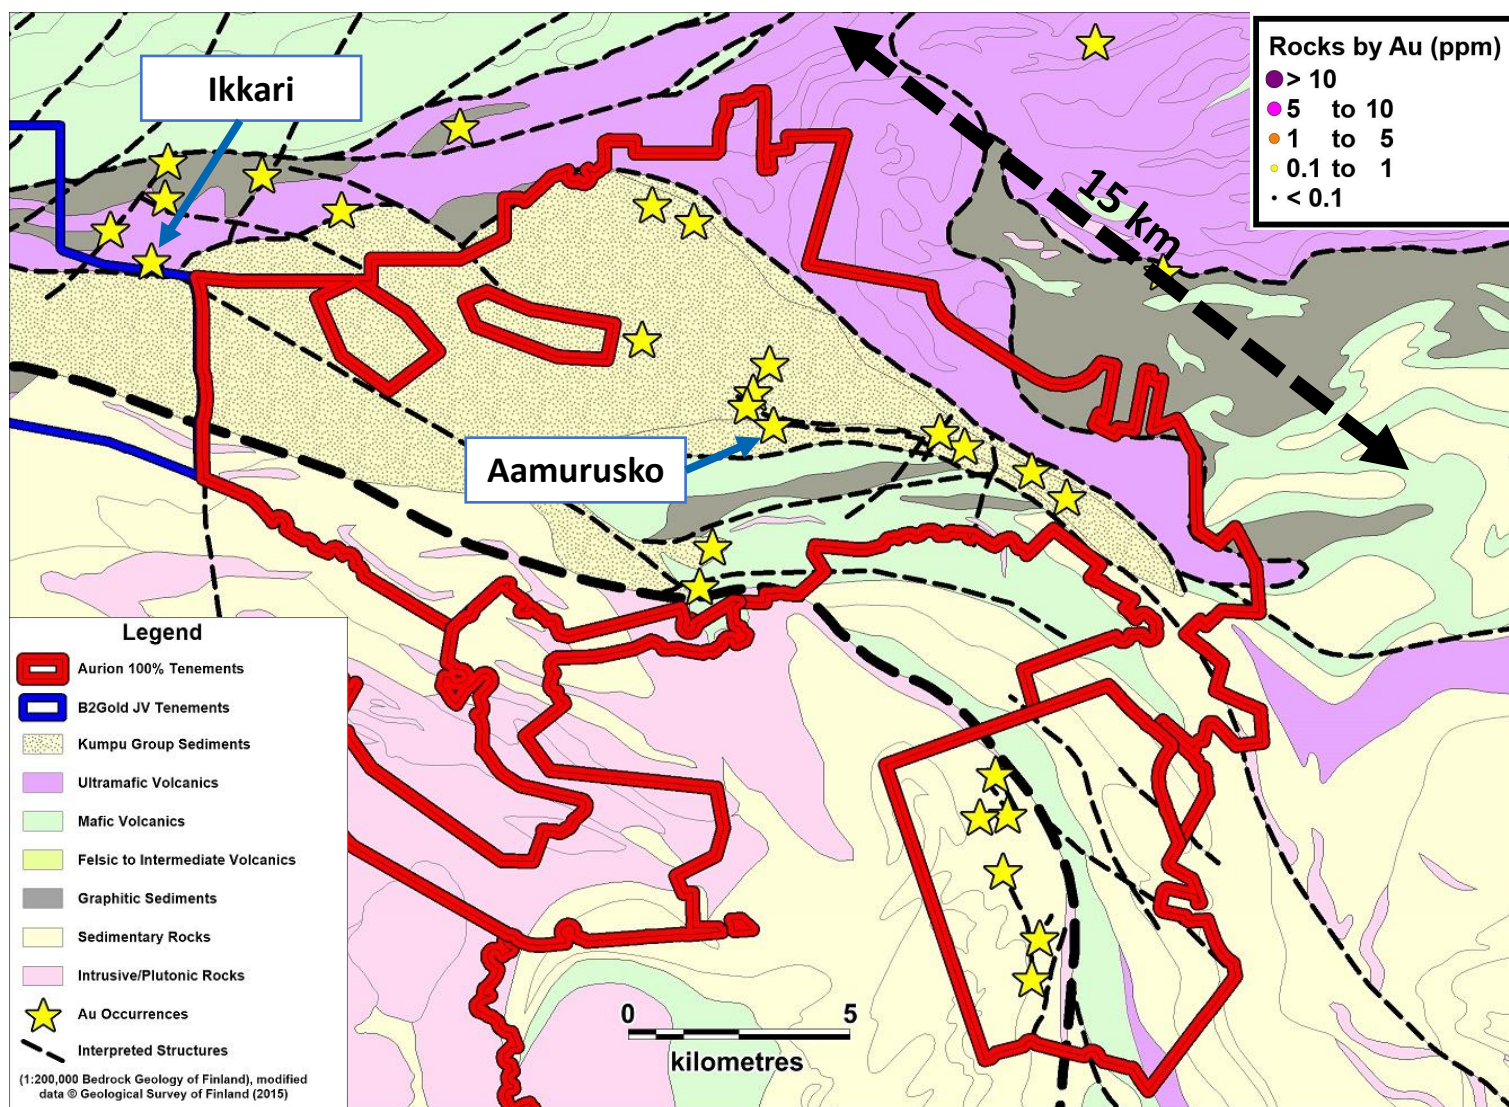 Ikkari
Rocks by Au (ppm)
> 10
5 to 10
1 to 5
0.1 to 1
< 0.1
15 km
Aamurusko
Legend
Aurion 100% Tenements
B2Gold JV Tenements
Kumpu Group Sediments
Ultramafic Volcanics
Mafic Volcanics
Felsic to Intermediate Volcanics
Graphitic Sediments
Sedimentary Rocks
Intrusive/Plutonic Rocks
Au Occurrences
Interpreted Structures
(1:200,000 Bedrock Geology of Finland), modified
data © Geological Survey of Finland (2015)
0 5
kilometres